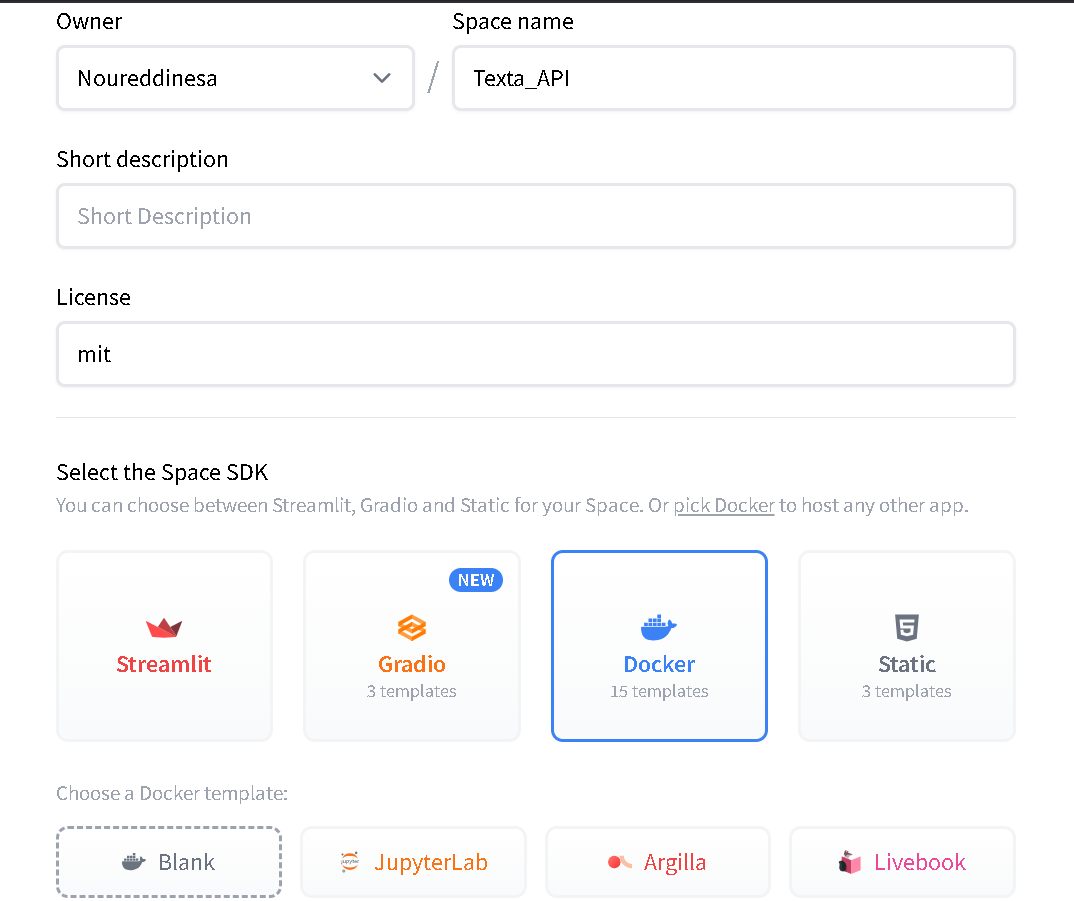 Owner Space name
Noureddinesa / Texta_API
Short description
Short Description
License
mit
Select the Space SDK
You can choose between Streamlit, Gradio and Static for your Space. Or pick Docker to host any other app.
NEW
Streamlit Gradio Docker Static
3 templates 15 templates 3 templates
Choose a Docker template:
Blank JupyterLab Argilla Livebook